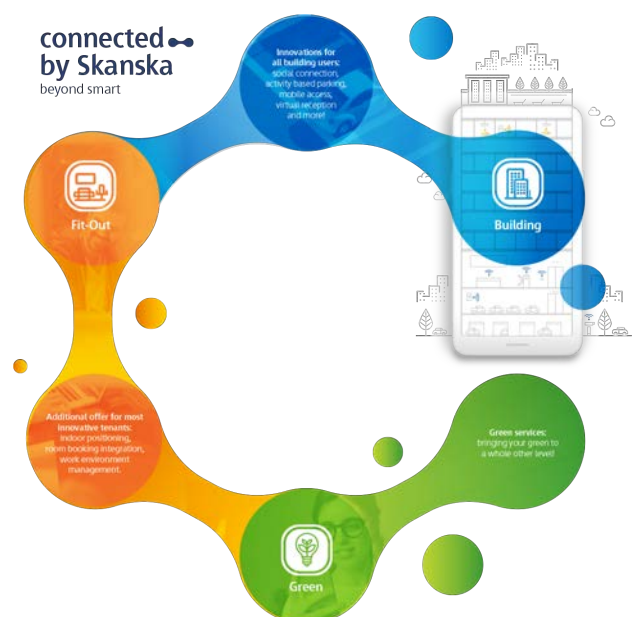 connected
by Skanska
beyond smart
Innovations for
all building users:
social connection,
activity based parking,
mobile access,
virtual reception
and more!
Building
Fit-Out
Additional offer for most
innovative tenants:
indoor positioning,
room booking integration,
work environment
management.
Green services:
bringing your green to
a whole other level!
Green